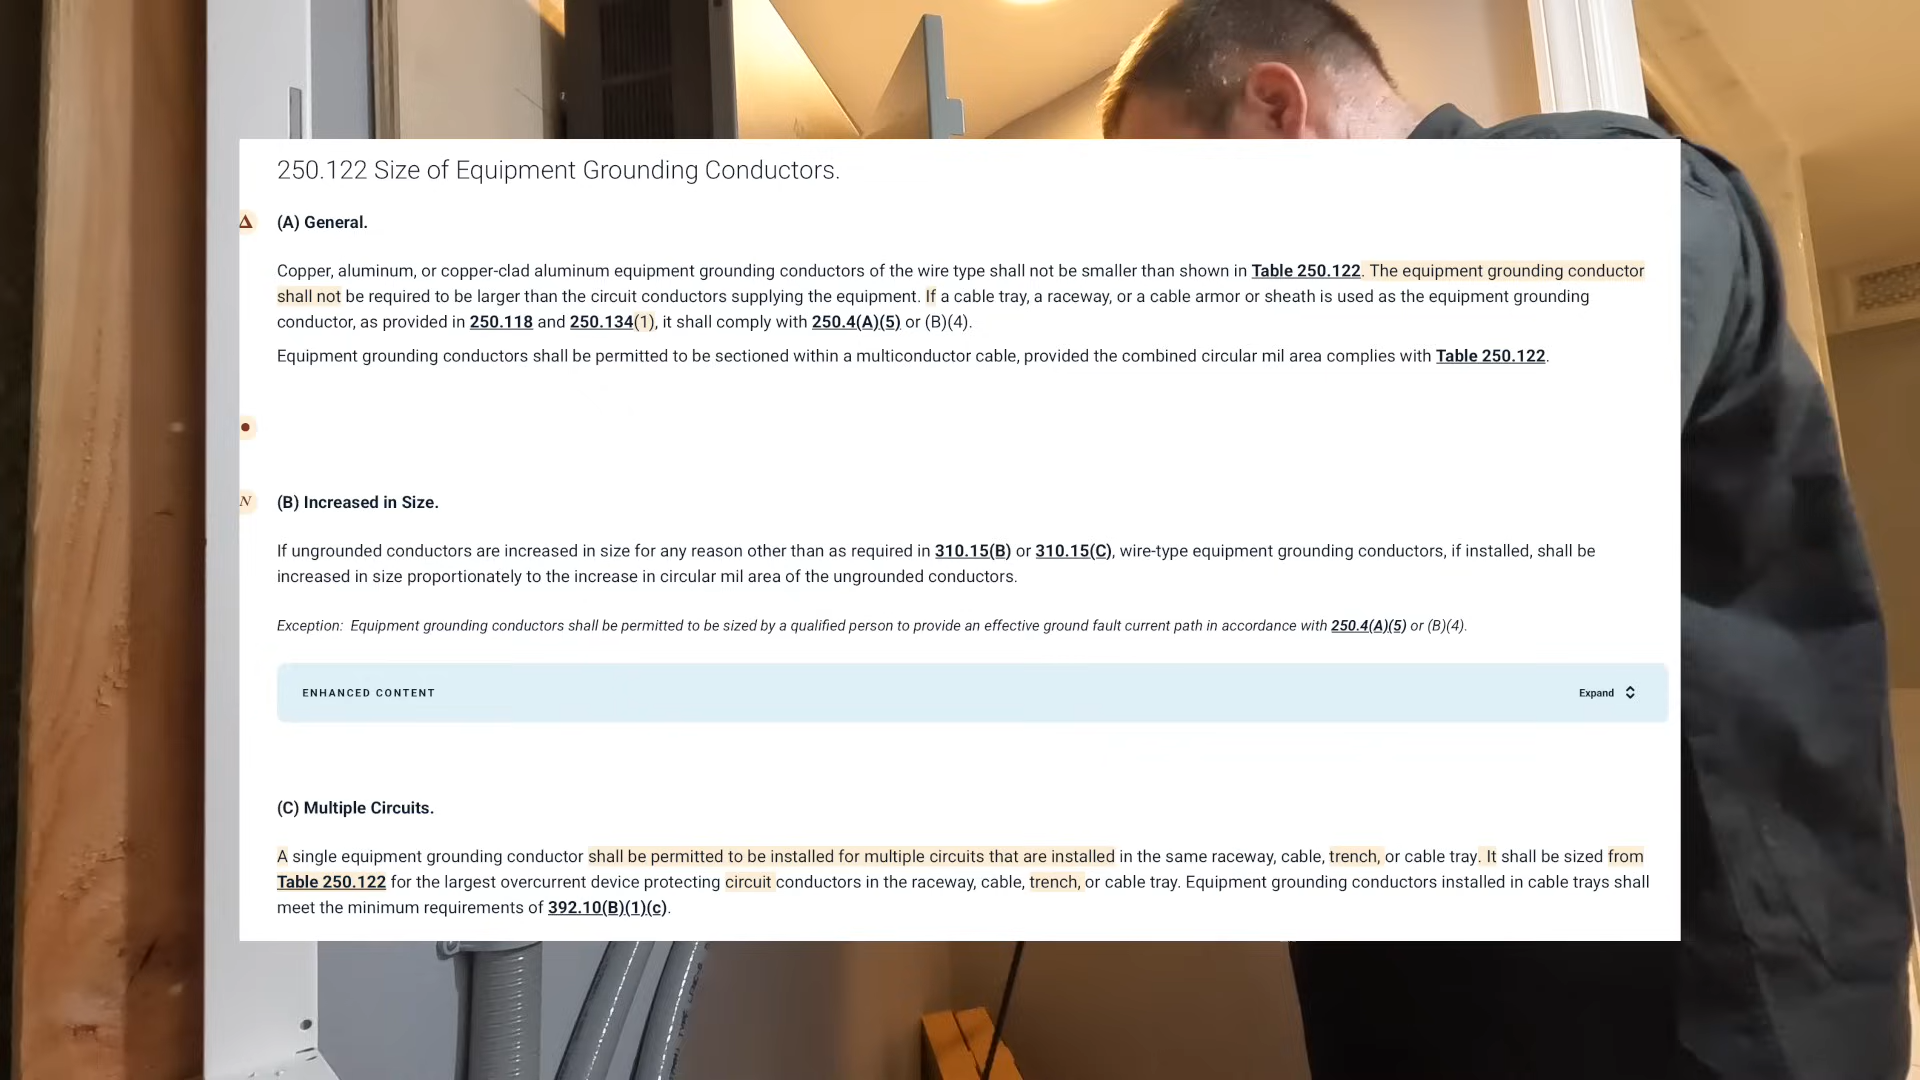 250.122 Size of Equipment Grounding Conductors.
Δ (A) General.
Copper, aluminum, or copper-clad aluminum equipment grounding conductors of the wire type shall not be smaller than shown in Table 250.122. The equipment grounding conductor
shall not be required to be larger than the circuit conductors supplying the equipment. If a cable tray, a raceway, or a cable armor or sheath is used as the equipment grounding
conductor, as provided in 250.118 and 250.134(1), it shall comply with 250.4(A)(5) or (B)(4).
Equipment grounding conductors shall be permitted to be sectioned within a multiconductor cable, provided the combined circular mil area complies with Table 250.122.
•
N (B) Increased in Size.
If ungrounded conductors are increased in size for any reason other than as required in 310.15(B) or 310.15(C), wire-type equipment grounding conductors, if installed, shall be
increased in size proportionately to the increase in circular mil area of the ungrounded conductors.
Exception: Equipment grounding conductors shall be permitted to be sized by a qualified person to provide an effective ground fault current path in accordance with 250.4(A)(5) or (B)(4).
ENHANCED CONTENT Expand
(C) Multiple Circuits.
A single equipment grounding conductor shall be permitted to be installed for multiple circuits that are installed in the same raceway, cable, trench, or cable tray. It shall be sized from
Table 250.122 for the largest overcurrent device protecting circuit conductors in the raceway, cable, trench, or cable tray. Equipment grounding conductors installed in cable trays shall
meet the minimum requirements of 392.10(B)(1)(c).